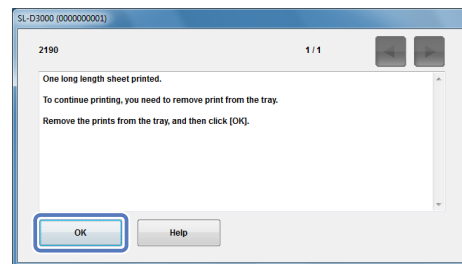 SL-D3000 (0000000001)
2190 1 / 1
One long length sheet printed.
To continue printing, you need to remove print from the tray.
Remove the prints from the tray, and then click [OK].
OK Help